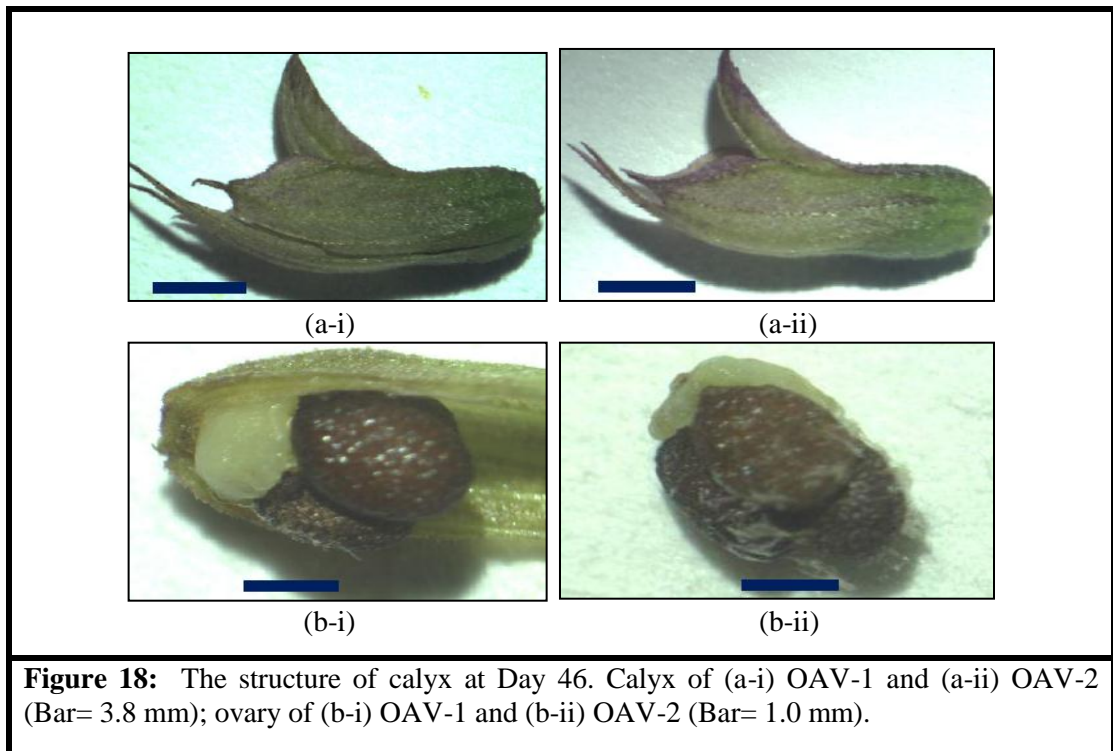 (a-i)
(a-ii)
(b-i)
(b-ii)
Figure 18: The structure of calyx at Day 46. Calyx of (a-i) OAV-1 and (a-ii) OAV-2
(Bar= 3.8 mm); ovary of (b-i) OAV-1 and (b-ii) OAV-2 (Bar= 1.0 mm).